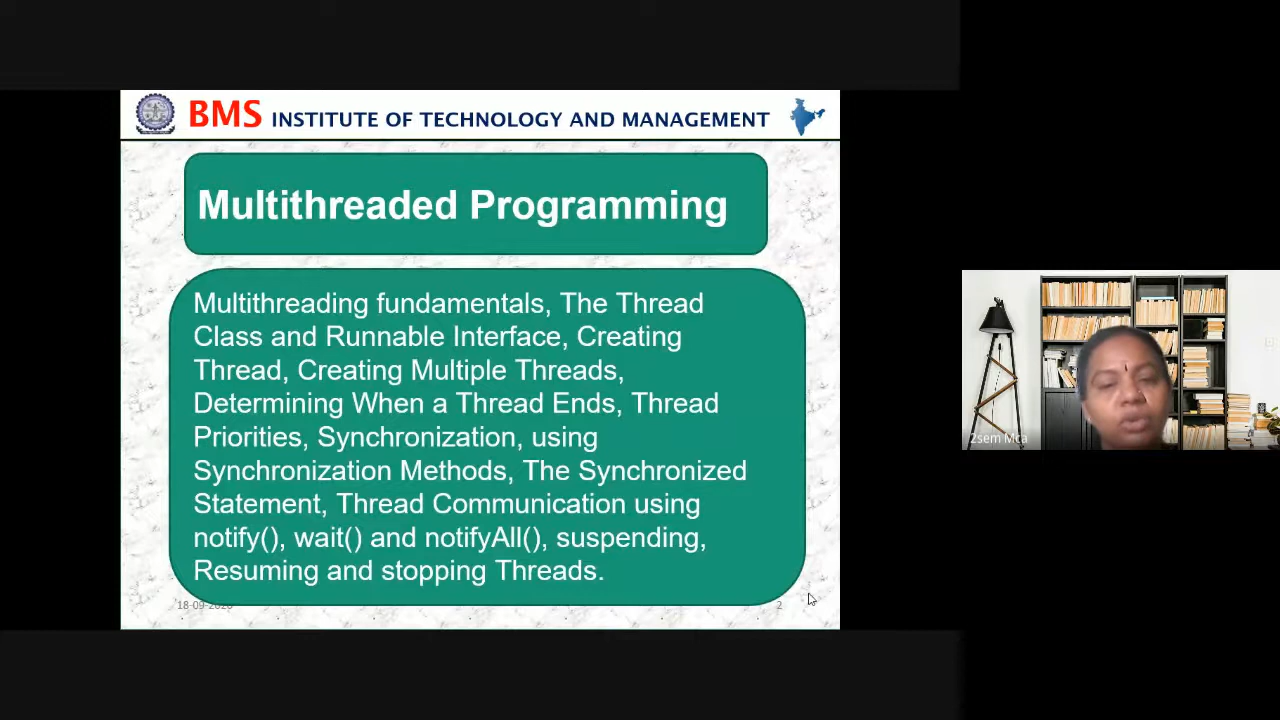 BMS INSTITUTE OF TECHNOLOGY AND MANAGEMENT
Multithreaded Programming
Multithreading fundamentals, The Thread
Class and Runnable Interface, Creating
Thread, Creating Multiple Threads,
Determining When a Thread Ends, Thread
Priorities, Synchronization, using
Synchronization Methods, The Synchronized
Statement, Thread Communication using
notify(), wait() and notifyAll(), suspending,
Resuming and stopping Threads.
2
2sem Mca